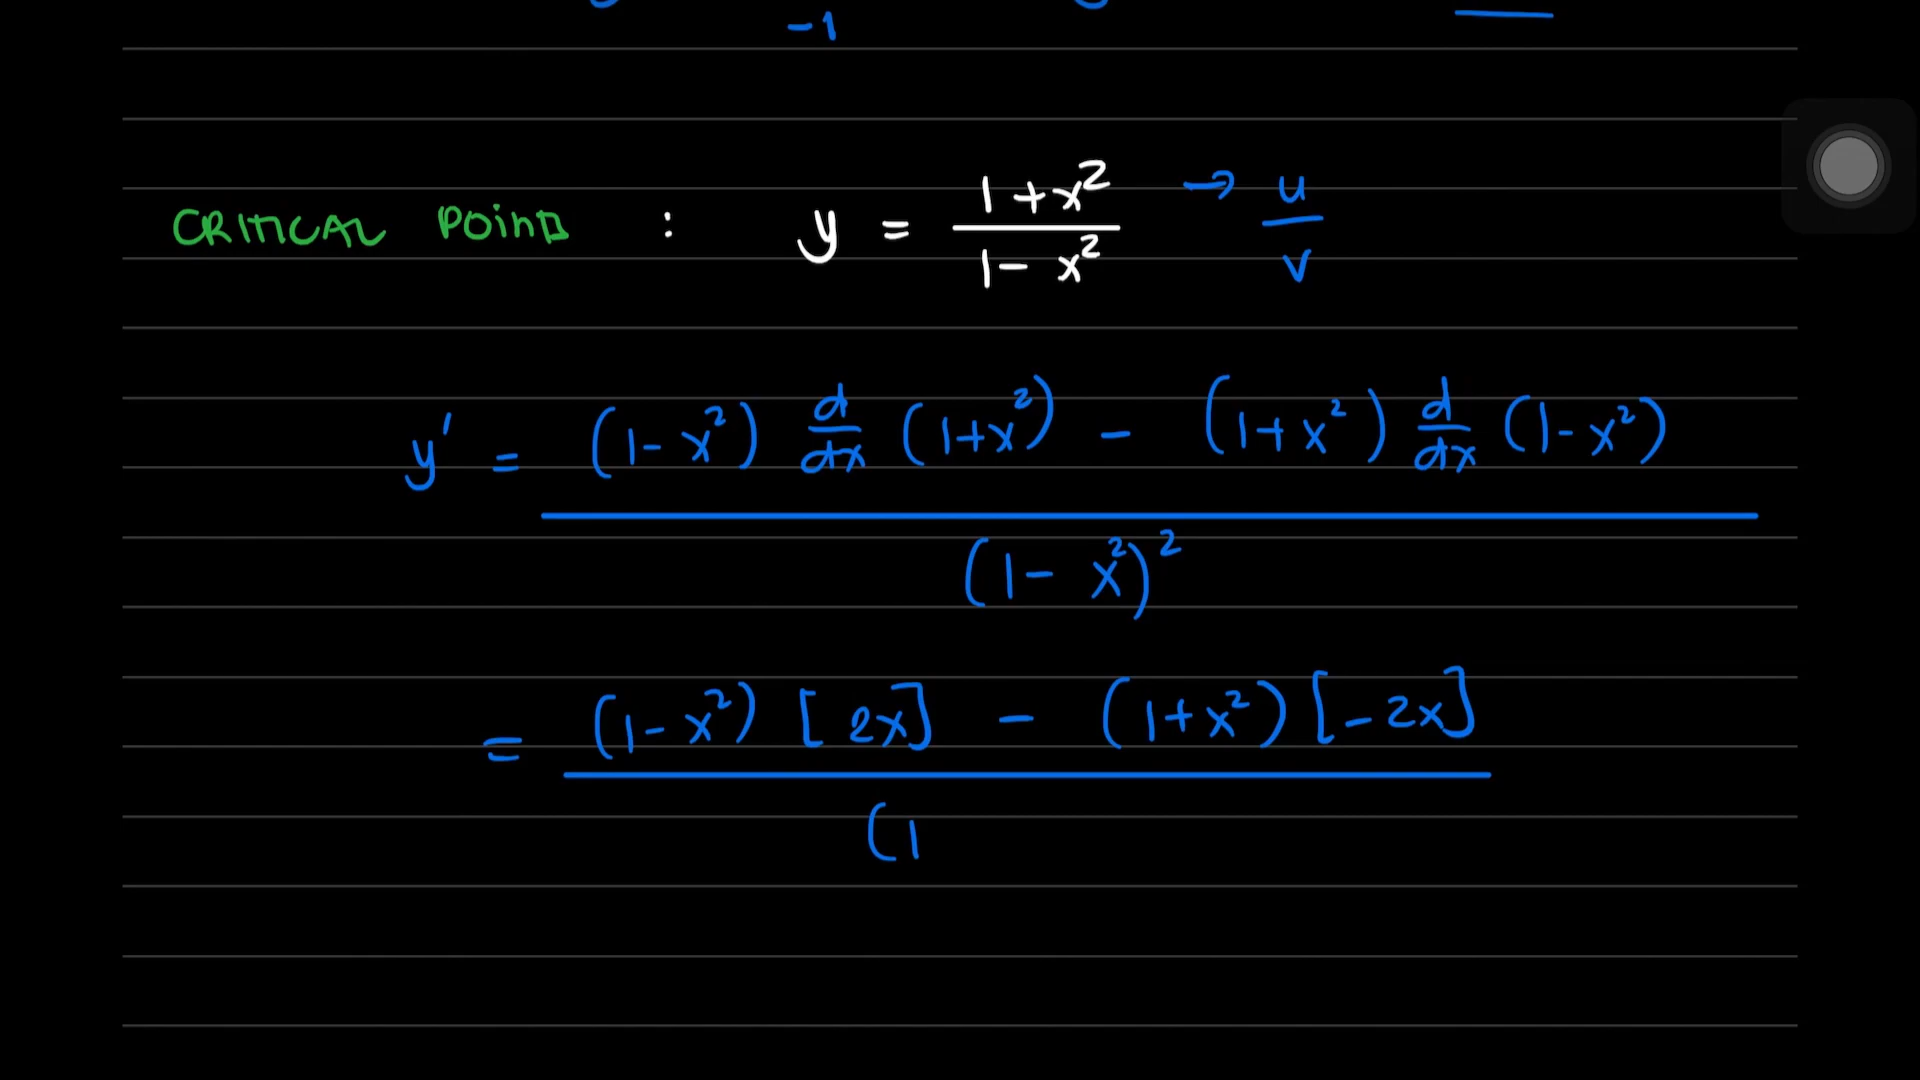 -1
CRITICAL POINTS : y = (1+x²)/(1-x²) → u/v
y' = ((1-x²) d/dx (1+x²) - (1+x²) d/dx (1-x²))/(1-x²)²
= ((1-x²)[2x] - (1+x²)[-2x])/(1